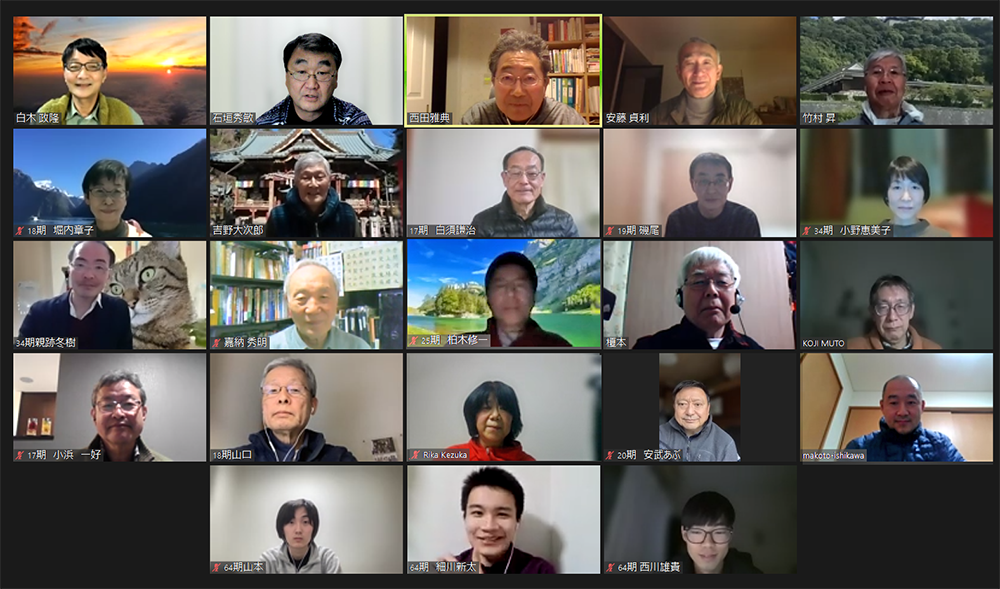 白木 政隆
石垣秀敏
西田雅典
安藤 貞利
竹村 昇
18期 堀内章子
吉野大次郎
17期 白須謙治
19期 磯尾
34期 小野恵美子
34期親跡冬樹
嘉納 秀明
25期 柏木修一
榎本
KOJI MUTO
17期 小浜 一好
18期山口
Rika Kezuka
20期 安武あぶ
makoto-ishikawa
64期山本
64期 細川新太
64期 西川雄貴